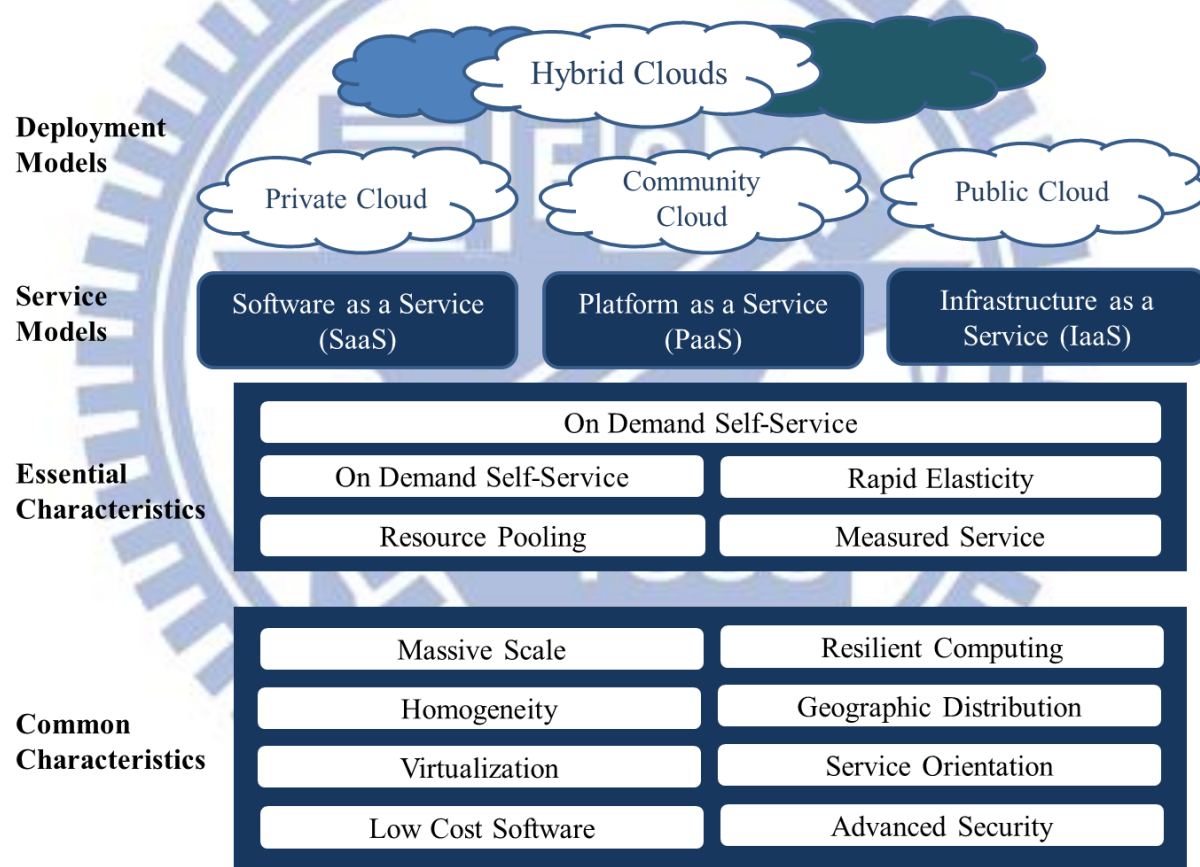 Hybrid Clouds
Deployment
Models
Private Cloud
Community
Cloud
Public Cloud
Service
Models
Software as a Service
(SaaS)
Platform as a Service
(PaaS)
Infrastructure as a
Service (IaaS)
Essential
Characteristics
On Demand Self-Service
On Demand Self-Service
Rapid Elasticity
Resource Pooling
Measured Service
Common
Characteristics
Massive Scale
Resilient Computing
Homogeneity
Geographic Distribution
Virtualization
Service Orientation
Low Cost Software
Advanced Security